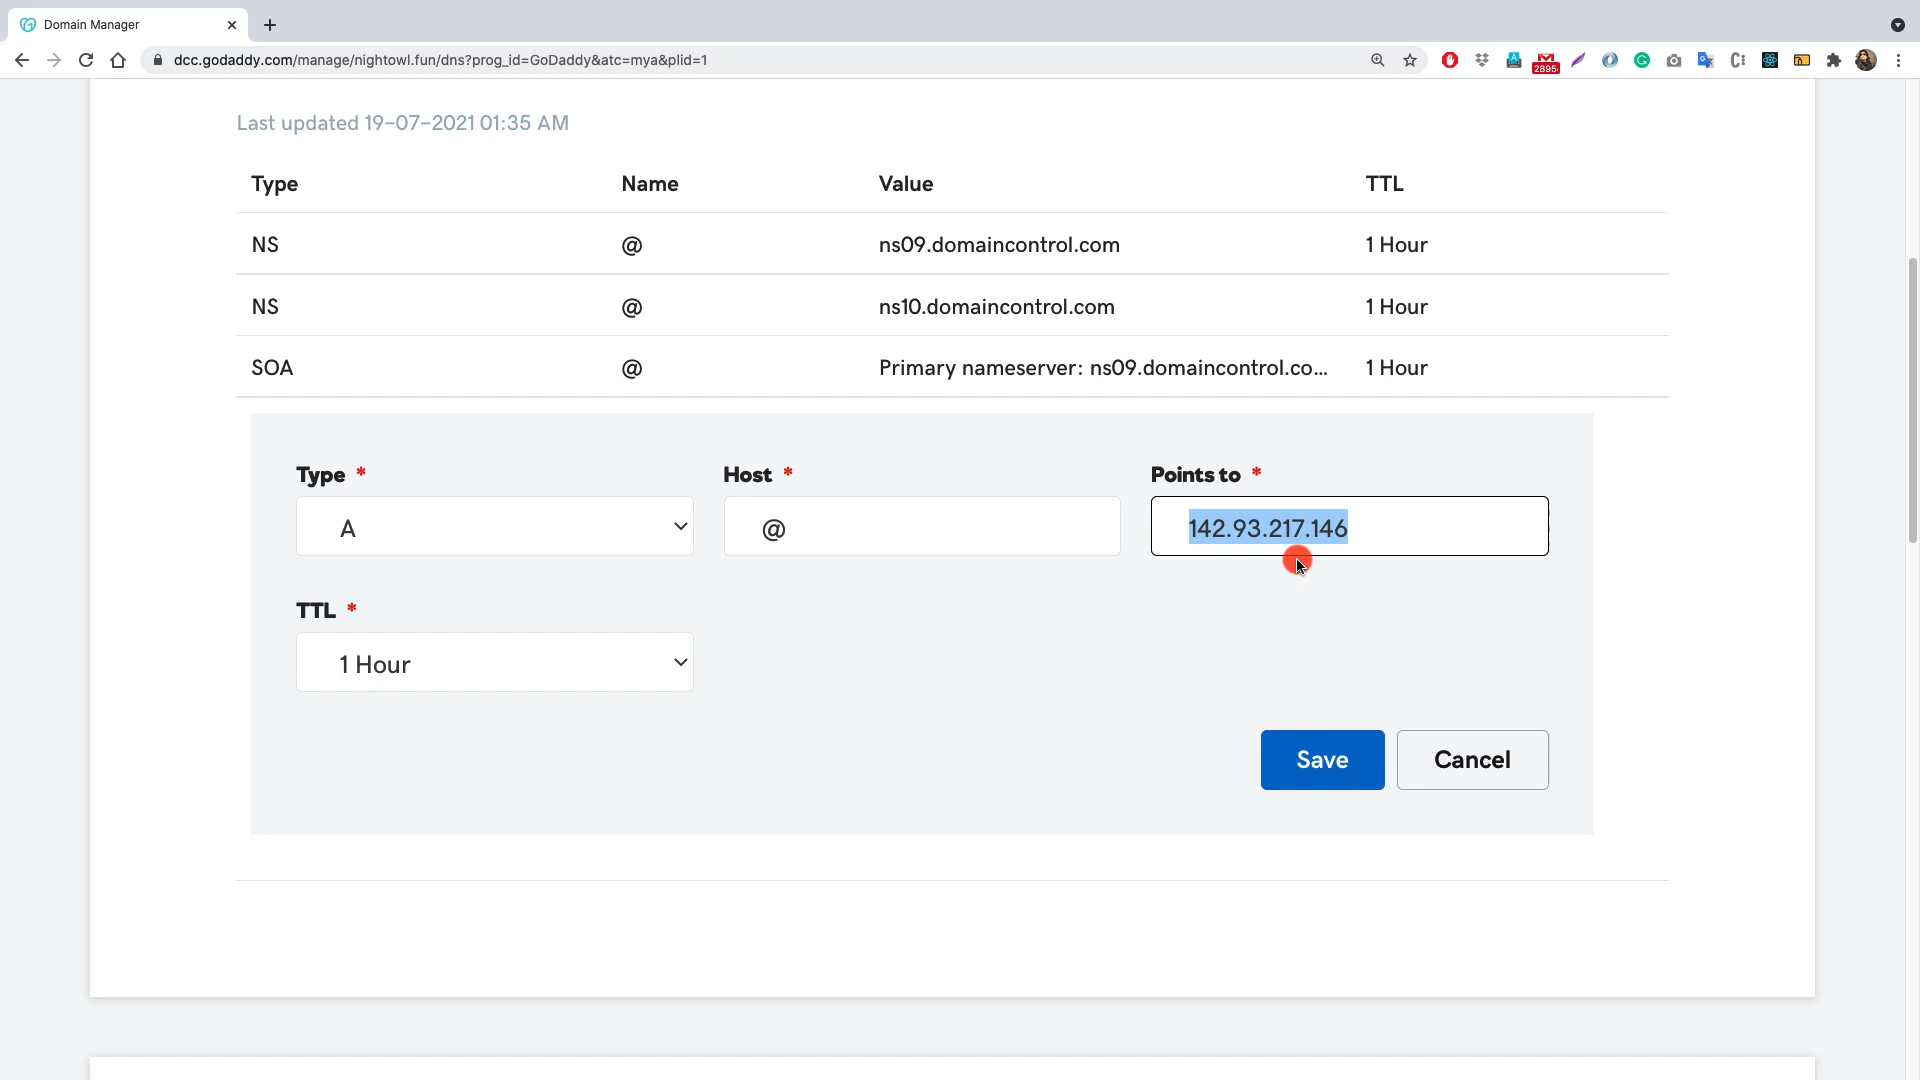 Domain Manager
dcc.godaddy.com/manage/nightowl.fun/dns?prog_id=GoDaddy&atc=mya&plid=1
2895
Last updated 19-07-2021 01:35 AM
Type Name Value TTL
NS @ ns09.domaincontrol.com 1 Hour
NS @ ns10.domaincontrol.com 1 Hour
SOA @ Primary nameserver: ns09.domaincontrol.co... 1 Hour
Type * Host * Points to *
A @ 142.93.217.146
TTL *
1 Hour
Save Cancel